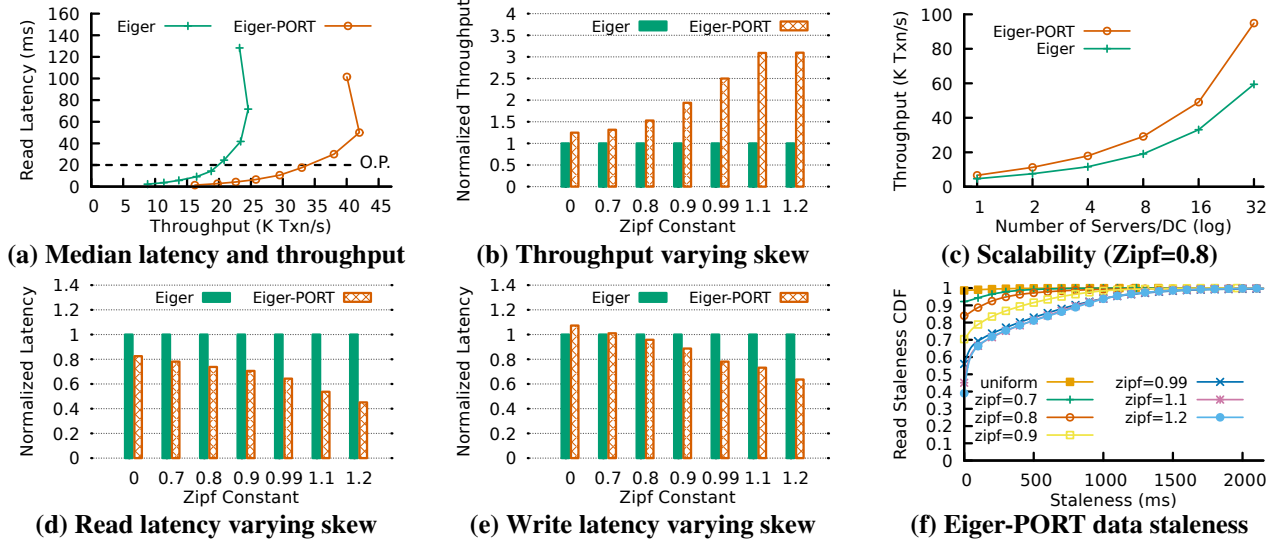 160
140
120
100
80
60
40
20
0
Read Latency (ms)
Eiger
Eiger-PORT
O.P.
0 5 10 15 20 25 30 35 40 45
Throughput (K Txn/s)
(a) Median latency and throughput
4
3.5
3
2.5
2
1.5
1
0.5
0
Normalized Throughput
Eiger
Eiger-PORT
0 0.7 0.8 0.9 0.99 1.1 1.2
Zipf Constant
(b) Throughput varying skew
100
80
60
40
20
0
Throughput (K Txn/s)
Eiger-PORT
Eiger
1 2 4 8 16 32
Number of Servers/DC (log)
(c) Scalability (Zipf=0.8)
1.4
1.2
1
0.8
0.6
0.4
0.2
0
Normalized Latency
Eiger
Eiger-PORT
0 0.7 0.8 0.9 0.99 1.1 1.2
Zipf Constant
(d) Read latency varying skew
1.4
1.2
1
0.8
0.6
0.4
0.2
0
Normalized Latency
Eiger
Eiger-PORT
0 0.7 0.8 0.9 0.99 1.1 1.2
Zipf Constant
(e) Write latency varying skew
1
0.9
0.8
0.7
0.6
0.5
0.4
0.3
0.2
0.1
0
Read Staleness CDF
uniform
zipf=0.7
zipf=0.8
zipf=0.9
zipf=0.99
zipf=1.1
zipf=1.2
0 500 1000 1500 2000
Staleness (ms)
(f) Eiger-PORT data staleness